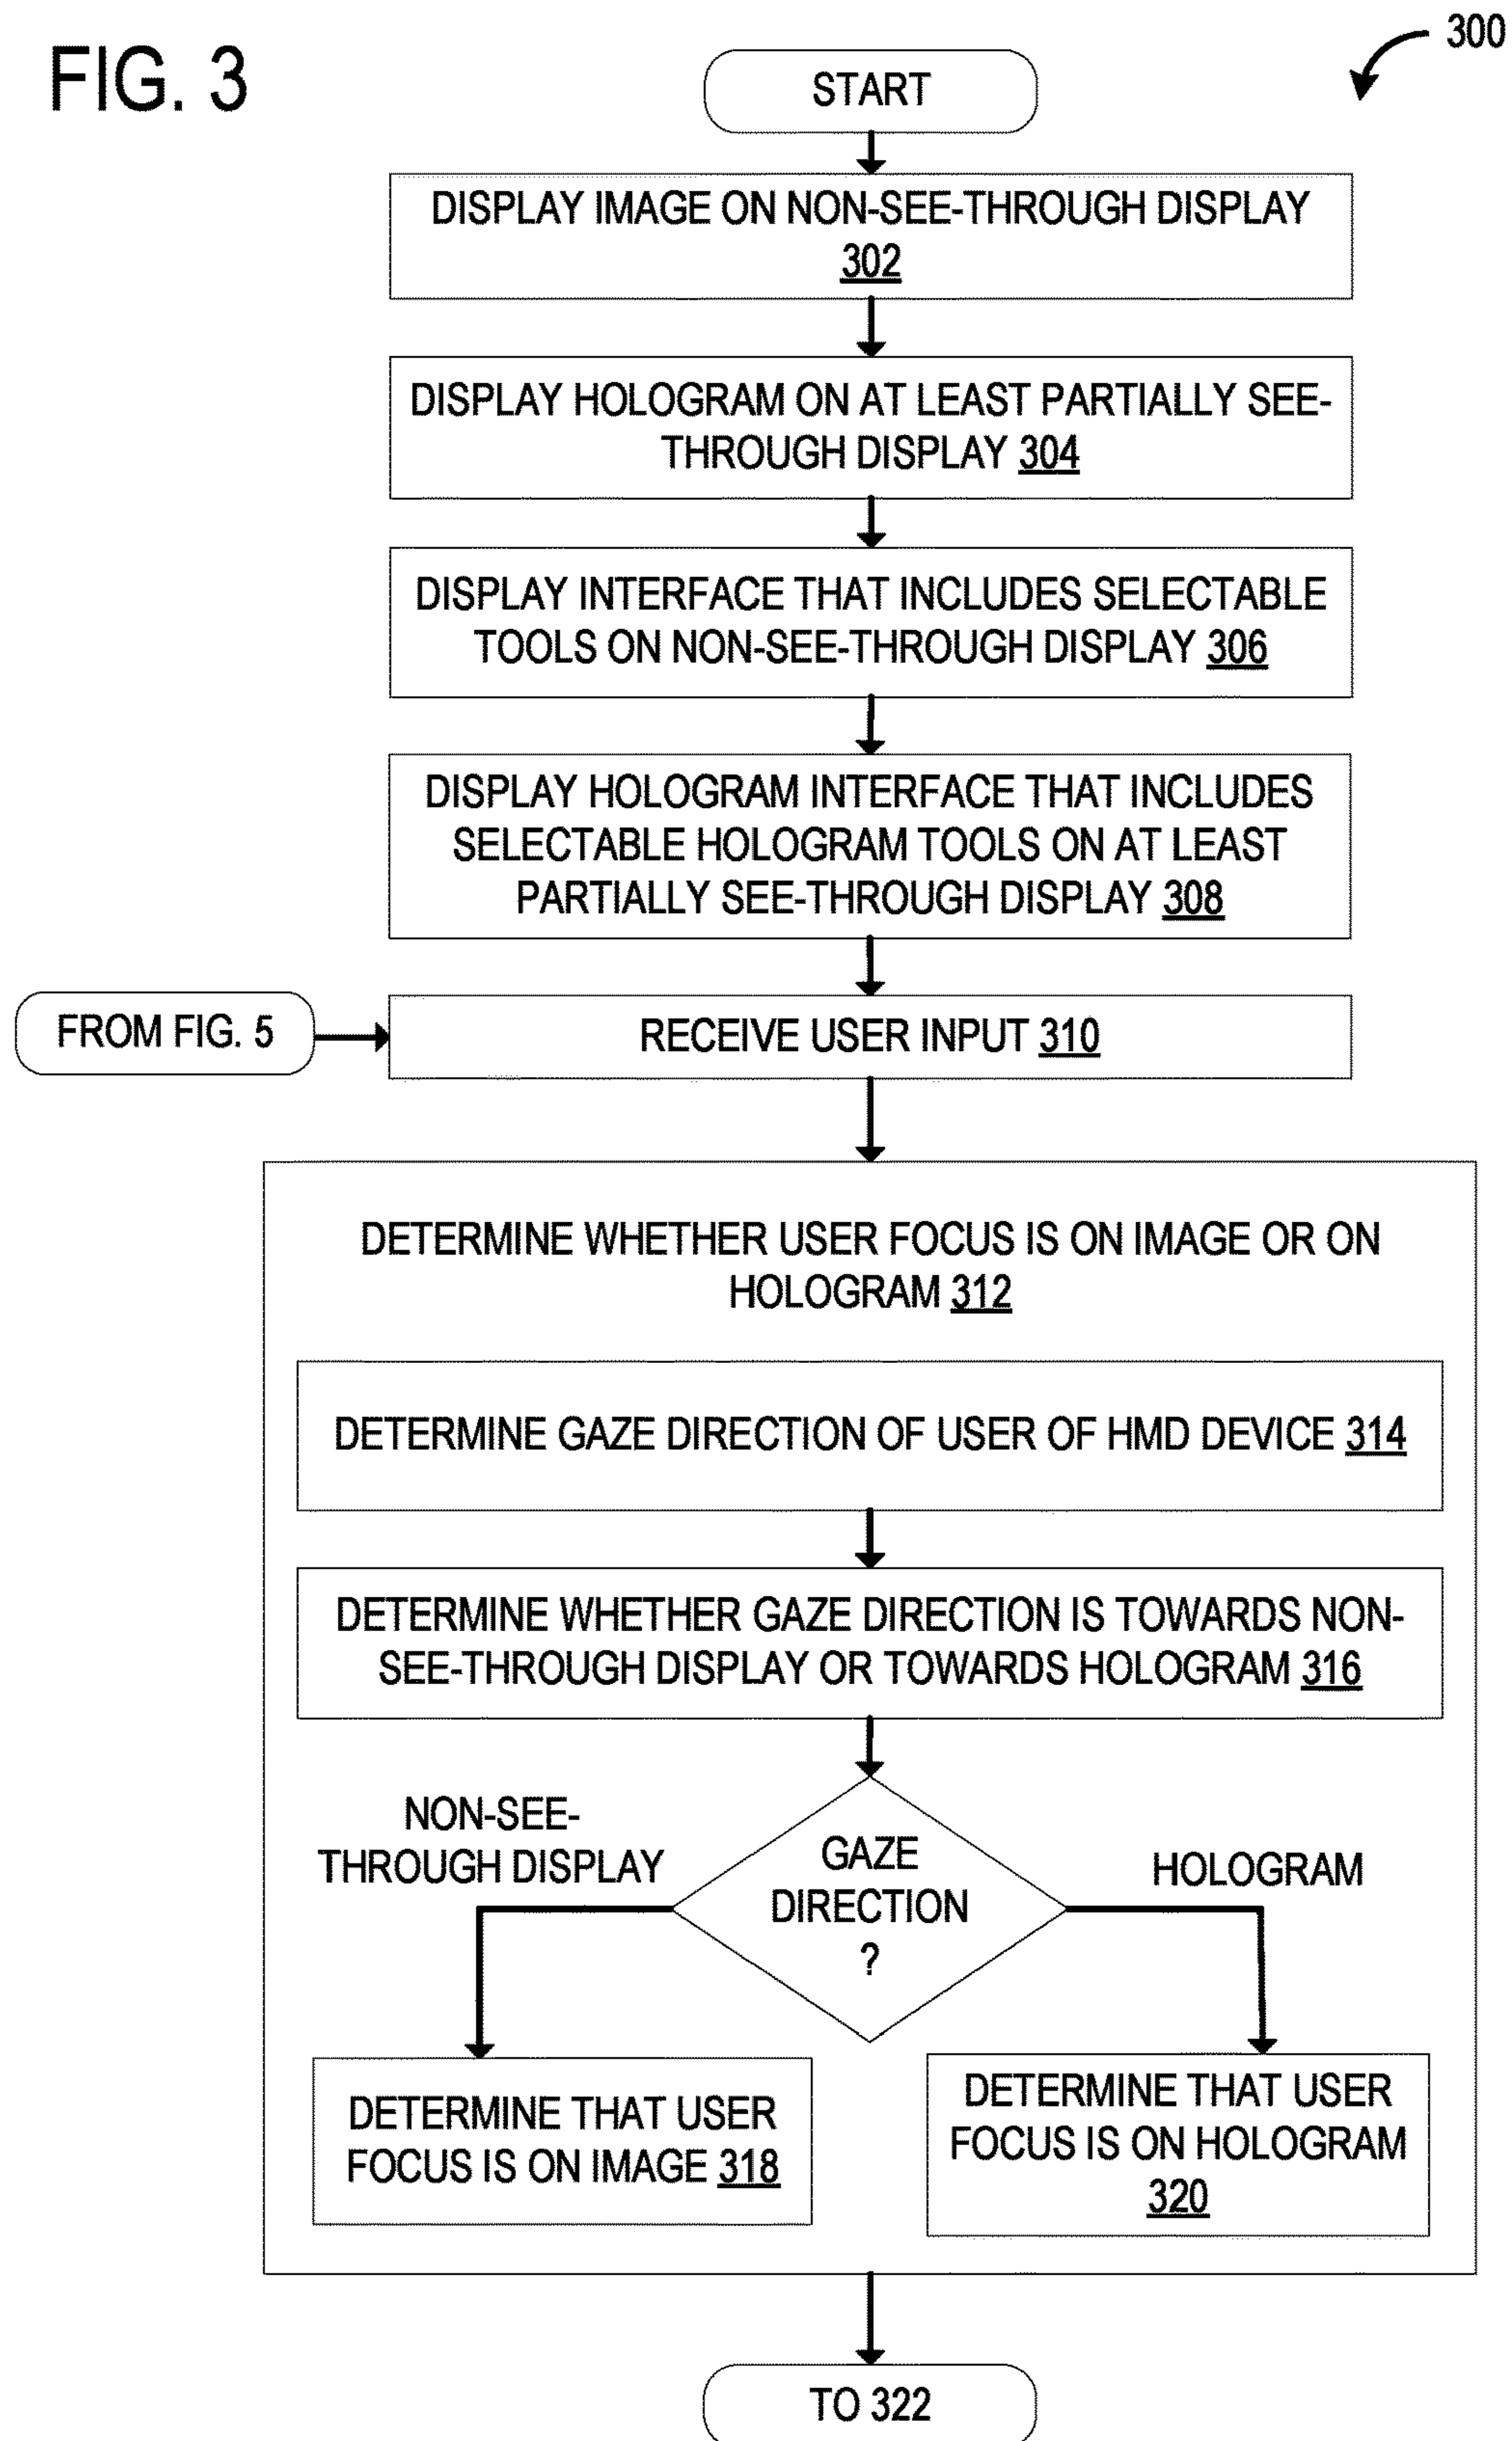 FIG. 3
300
START
DISPLAY IMAGE ON NON-SEE-THROUGH DISPLAY
302
DISPLAY HOLOGRAM ON AT LEAST PARTIALLY SEE-
THROUGH DISPLAY 304
DISPLAY INTERFACE THAT INCLUDES SELECTABLE
TOOLS ON NON-SEE-THROUGH DISPLAY 306
DISPLAY HOLOGRAM INTERFACE THAT INCLUDES
SELECTABLE HOLOGRAM TOOLS ON AT LEAST
PARTIALLY SEE-THROUGH DISPLAY 308
FROM FIG. 5
RECEIVE USER INPUT 310
DETERMINE WHETHER USER FOCUS IS ON IMAGE OR ON
HOLOGRAM 312
DETERMINE GAZE DIRECTION OF USER OF HMD DEVICE 314
DETERMINE WHETHER GAZE DIRECTION IS TOWARDS NON-
SEE-THROUGH DISPLAY OR TOWARDS HOLOGRAM 316
NON-SEE-
THROUGH DISPLAY
GAZE
DIRECTION
?
HOLOGRAM
DETERMINE THAT USER
FOCUS IS ON IMAGE 318
DETERMINE THAT USER
FOCUS IS ON HOLOGRAM
320
TO 322